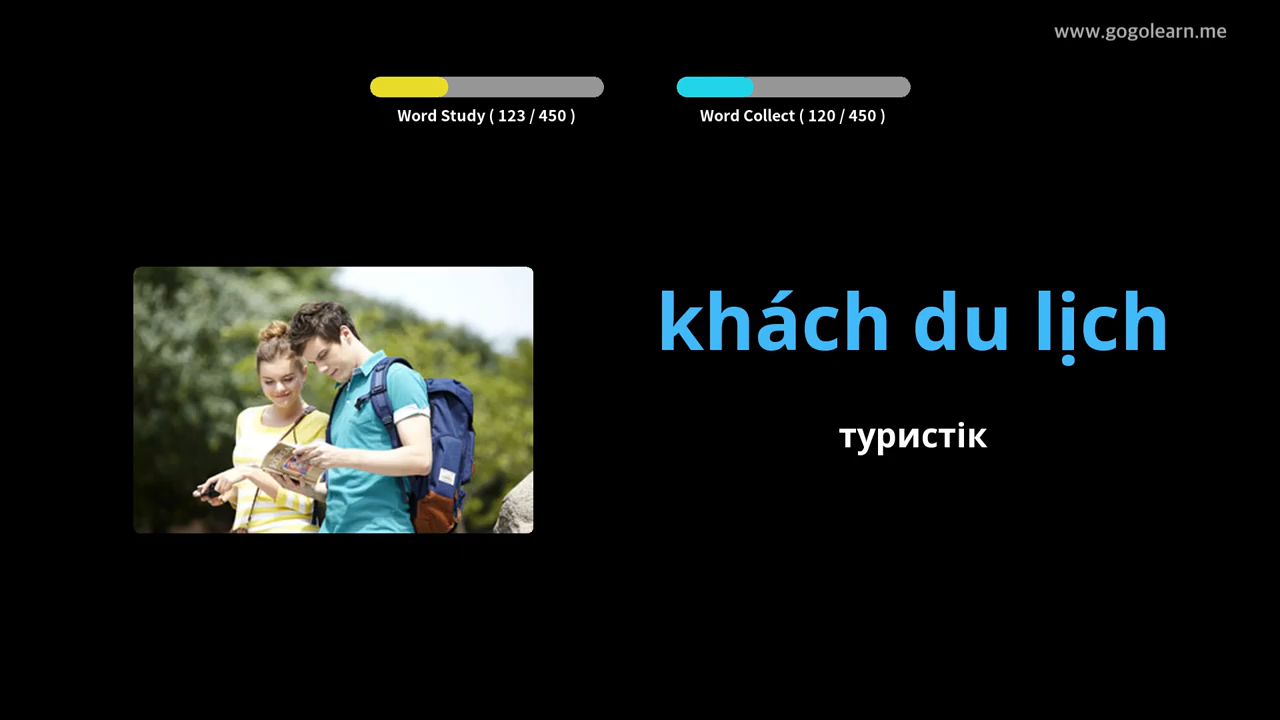 www.gogolearn.me
Word Study ( 123 / 450 )
Word Collect ( 120 / 450 )
khách du lịch
туристік